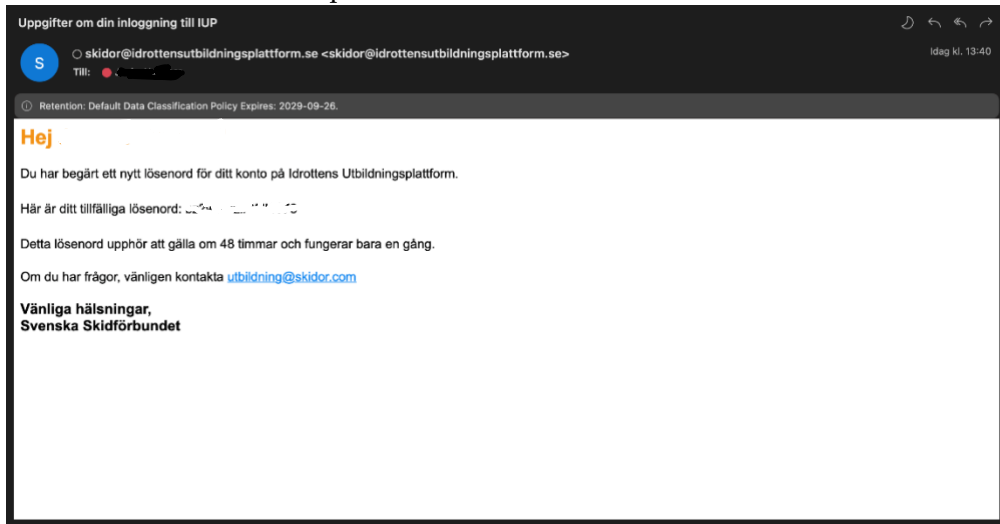 Uppgifter om din inloggning till IUP
S
skidor@idrottensutbildningsplattform.se <skidor@idrottensutbildningsplattform.se>
Idag kl. 13:40
Till:
Retention: Default Data Classification Policy Expires: 2029-09-26.
Hej
Du har begärt ett nytt lösenord för ditt konto på Idrottens Utbildningsplattform.
Här är ditt tillfälliga lösenord:
Detta lösenord upphör att gälla om 48 timmar och fungerar bara en gång.
Om du har frågor, vänligen kontakta utbildning@skidor.com
Vänliga hälsningar,
Svenska Skidförbundet